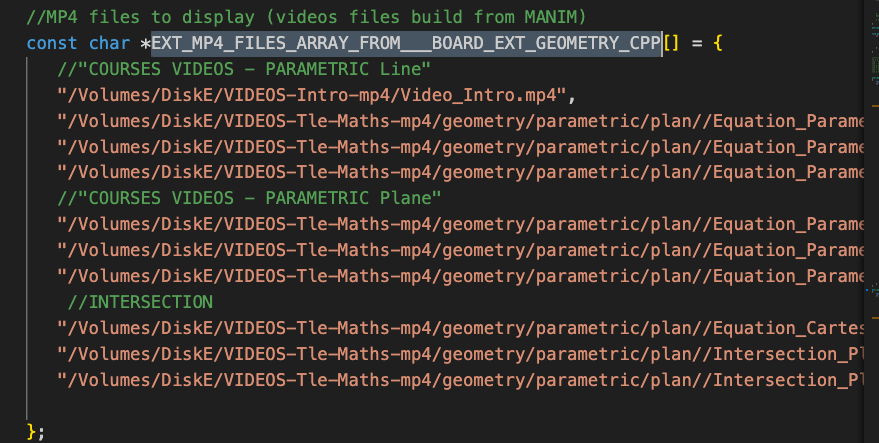 //MP4 files to display (videos files build from MANIM)
const char *EXT_MP4_FILES_ARRAY_FROM___BOARD_EXT_GEOMETRY_CPP[] = {
//"COURSES VIDEOS - PARAMETRIC Line"
"/Volumes/DiskE/VIDEOS-Intro-mp4/Video_Intro.mp4",
"/Volumes/DiskE/VIDEOS-Tle-Maths-mp4/geometry/parametric/plan//Equation_Parame
"/Volumes/DiskE/VIDEOS-Tle-Maths-mp4/geometry/parametric/plan//Equation_Parame
"/Volumes/DiskE/VIDEOS-Tle-Maths-mp4/geometry/parametric/plan//Equation_Parame
//"COURSES VIDEOS - PARAMETRIC Plane"
"/Volumes/DiskE/VIDEOS-Tle-Maths-mp4/geometry/parametric/plan//Equation_Parame
"/Volumes/DiskE/VIDEOS-Tle-Maths-mp4/geometry/parametric/plan//Equation_Parame
"/Volumes/DiskE/VIDEOS-Tle-Maths-mp4/geometry/parametric/plan//Equation_Parame
//INTERSECTION
"/Volumes/DiskE/VIDEOS-Tle-Maths-mp4/geometry/parametric/plan//Equation_Cartes
"/Volumes/DiskE/VIDEOS-Tle-Maths-mp4/geometry/parametric/plan//Intersection_Pl
"/Volumes/DiskE/VIDEOS-Tle-Maths-mp4/geometry/parametric/plan//Intersection_Pl
};